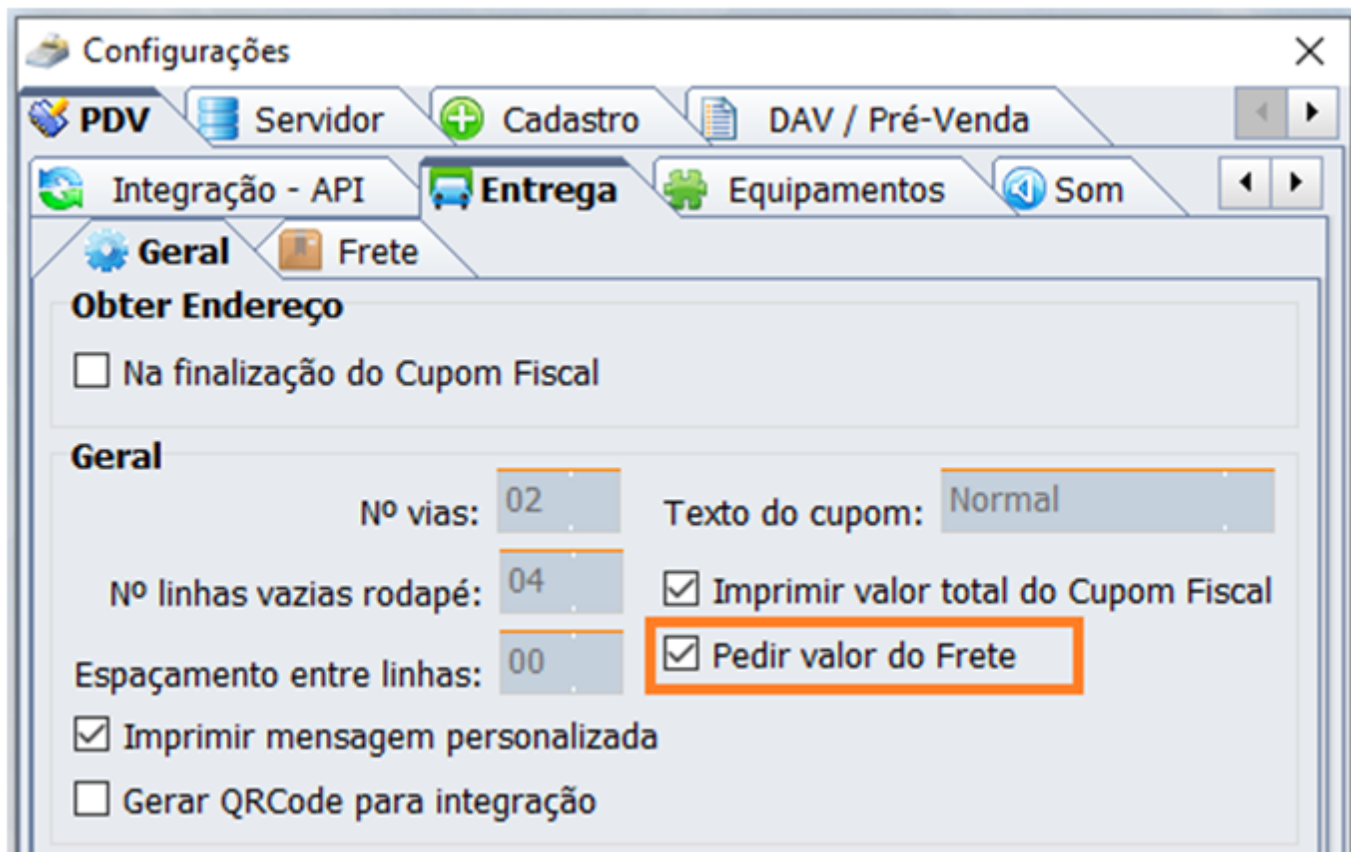 Configurações
PDV Servidor Cadastro DAV / Pré-Venda
Integração - API Entrega Equipamentos Som
Geral Frete
Obter Endereço
Na finalização do Cupom Fiscal
Geral
Nº vias: 02 Texto do cupom: Normal
Nº linhas vazias rodapé: 04 Imprimir valor total do Cupom Fiscal
Espaçamento entre linhas: 00 Pedir valor do Frete
Imprimir mensagem personalizada
Gerar QRCode para integração